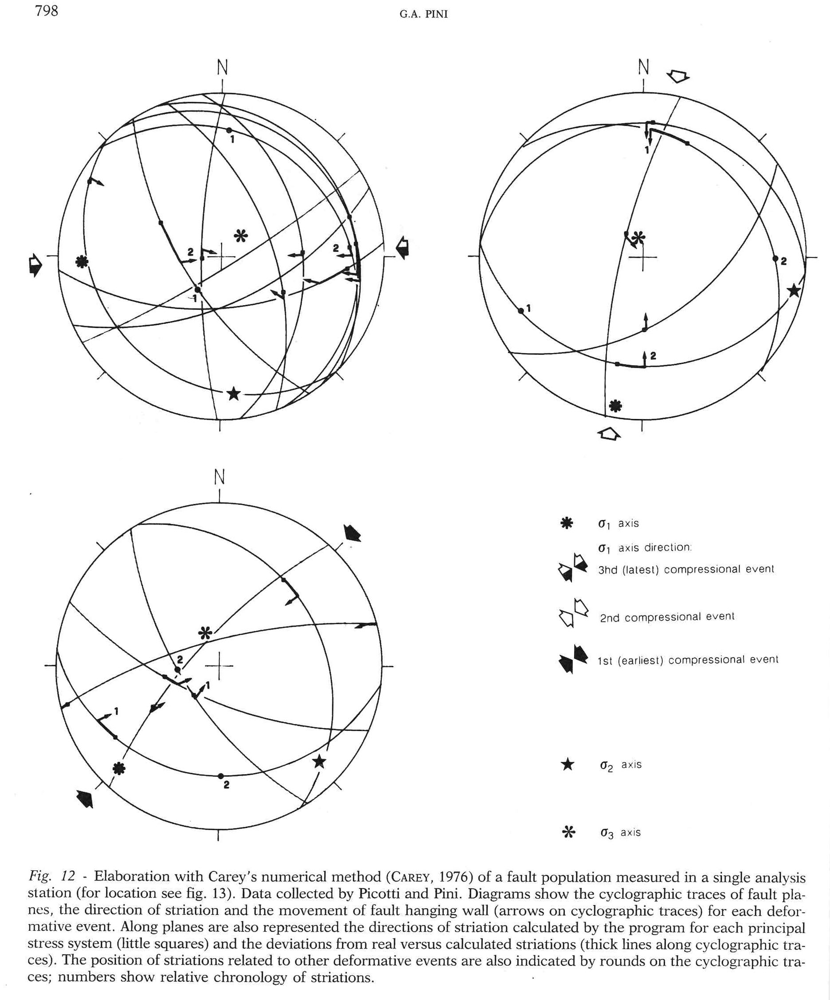 798
G.A. PINI
N
N
1
1
2
2
2
1
1
2
N
2
1
1
2
σ1 axis
σ1 axis direction:
3hd (latest) compressional event
2nd compressional event
1st (earliest) compressional event
σ2 axis
σ3 axis
Fig. 12 - Elaboration with Carey's numerical method (CAREY, 1976) of a fault population measured in a single analysis
station (for location see fig. 13). Data collected by Picotti and Pini. Diagrams show the cyclographic traces of fault pla-
nes, the direction of striation and the movement of fault hanging wall (arrows on cyclographic traces) for each defor-
mative event. Along planes are also represented the directions of striation calculated by the program for each principal
stress system (little squares) and the deviations from real versus calculated striations (thick lines along cyclographic tra-
ces). The position of striations related to other deformative events are also indicated by rounds on the cyclographic tra-
ces; numbers show relative chronology of striations.